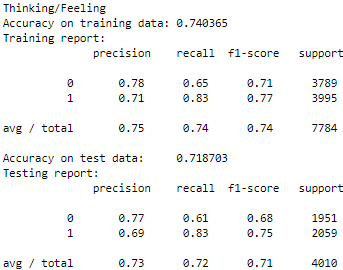 Thinking/Feeling
Accuracy on training data: 0.740365
Training report:
precision recall f1-score support
0 0.78 0.65 0.71 3789
1 0.71 0.83 0.77 3995
avg / total 0.75 0.74 0.74 7784
Accuracy on test data: 0.718703
Testing report:
precision recall f1-score support
0 0.77 0.61 0.68 1951
1 0.69 0.83 0.75 2059
avg / total 0.73 0.72 0.71 4010